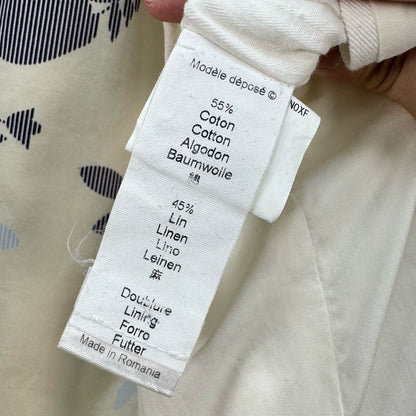 Modèle déposé ©
55%
Coton
Cotton
Algodon
Baumwolle
棉
45%
Lin
Linen
Lino
Leinen
麻
Doublure
Lining
Forro
Futter
Made in Romania
NOXF